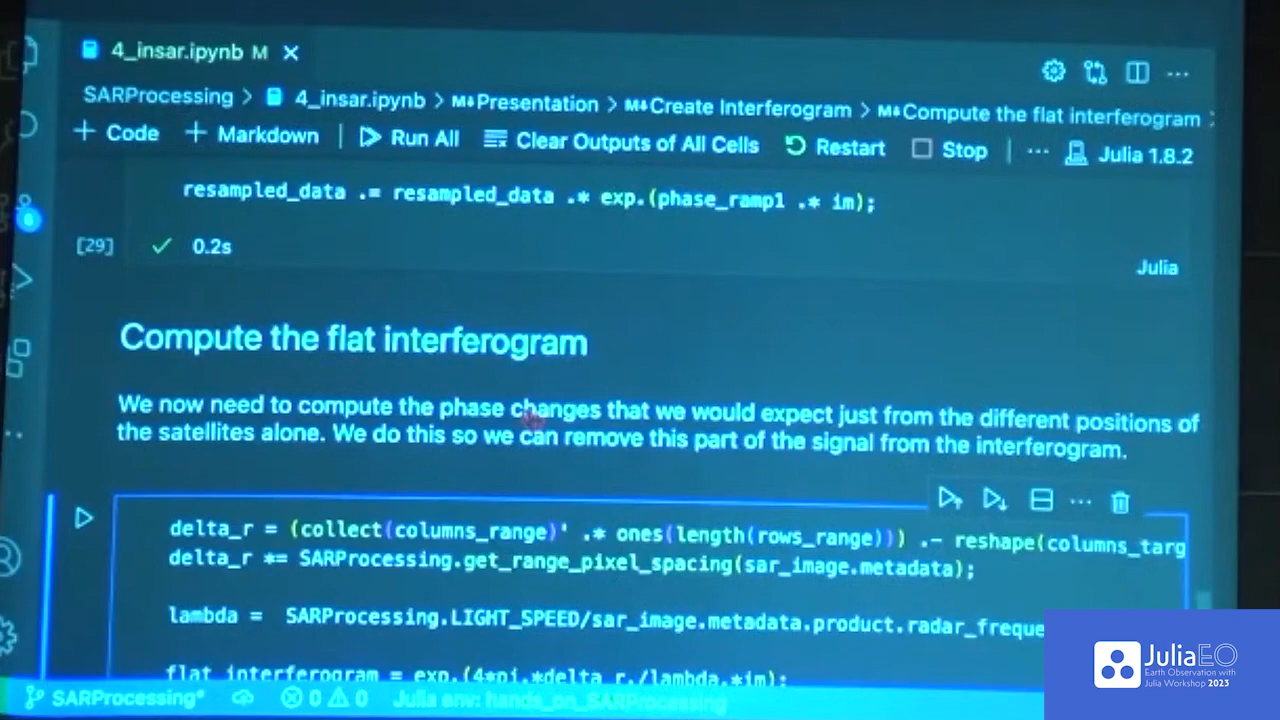 4_insar.ipynb M
SARProcessing > 4_insar.ipynb > M↓Presentation > M↓Create Interferogram > M↓Compute the flat interferogram >
+ Code + Markdown | Run All Clear Outputs of All Cells Restart Stop | ... Julia 1.8.2
resampled_data .= resampled_data .* exp.(phase_ramp1 .* im);
[29] ✓ 0.2s
Julia
Compute the flat interferogram
We now need to compute the phase changes that we would expect just from the different positions of
the satellites alone. We do this so we can remove this part of the signal from the interferogram.
delta_r = (collect(columns_range)' .* ones(length(rows_range))) .- reshape(columns_targ
delta_r *= SARProcessing.get_range_pixel_spacing(sar_image.metadata);
lambda = SARProcessing.LIGHT_SPEED/sar_image.metadata.product.radar_freque
flat_interferogram = exp.(4*pi.*delta_r./lambda.*im);
SARProcessing* 0 0 Julia env: hands_on_SARProcessing
JuliaEO
Earth Observation with
Julia Workshop 2023